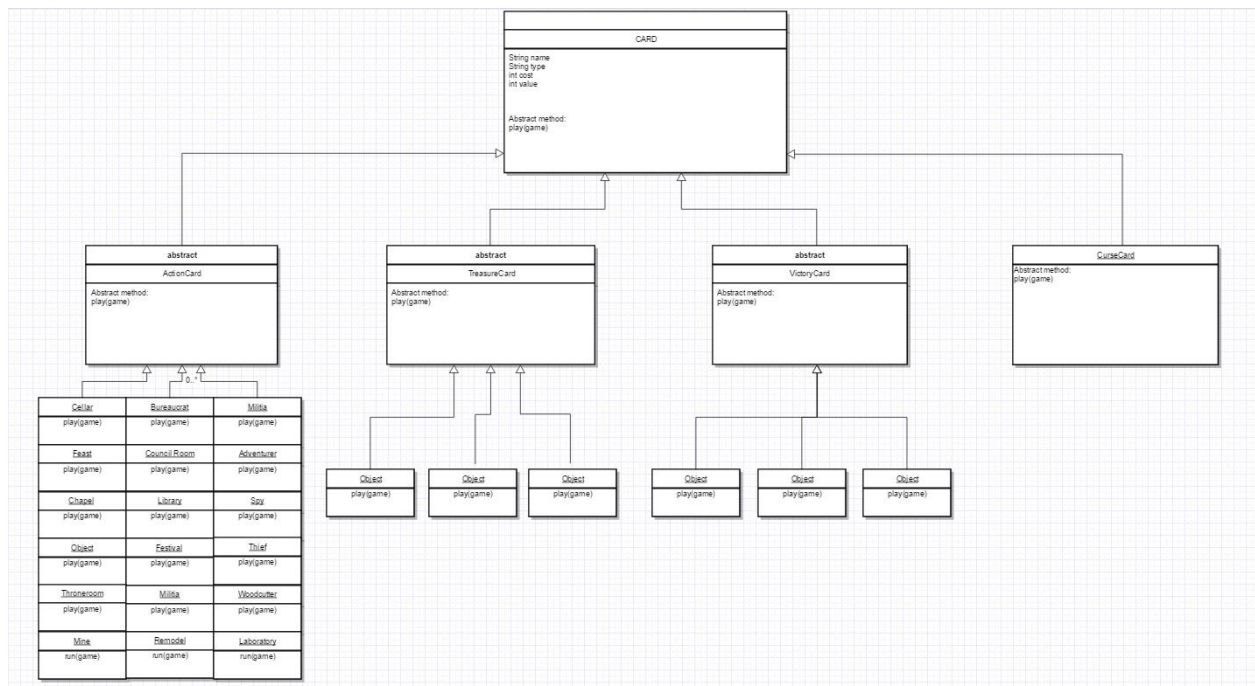 CARD
String name
String type
int cost
int value
Abstract method:
play(game)
abstract
ActionCard
Abstract method:
play(game)
abstract
TreasureCard
Abstract method:
play(game)
abstract
VictoryCard
Abstract method:
play(game)
CurseCard
Abstract method:
play(game)
0..*
Cellar
play(game)
Bureaucrat
play(game)
Militia
play(game)
Feast
play(game)
Council Room
play(game)
Adventurer
play(game)
Chapel
play(game)
Library
play(game)
Spy
play(game)
Object
play(game)
Festival
play(game)
Thief
play(game)
Throneroom
play(game)
Militia
play(game)
Woodcutter
play(game)
Mine
run(game)
Remodel
run(game)
Laboratory
run(game)
Object
play(game)
Object
play(game)
Object
play(game)
Object
play(game)
Object
play(game)
Object
play(game)